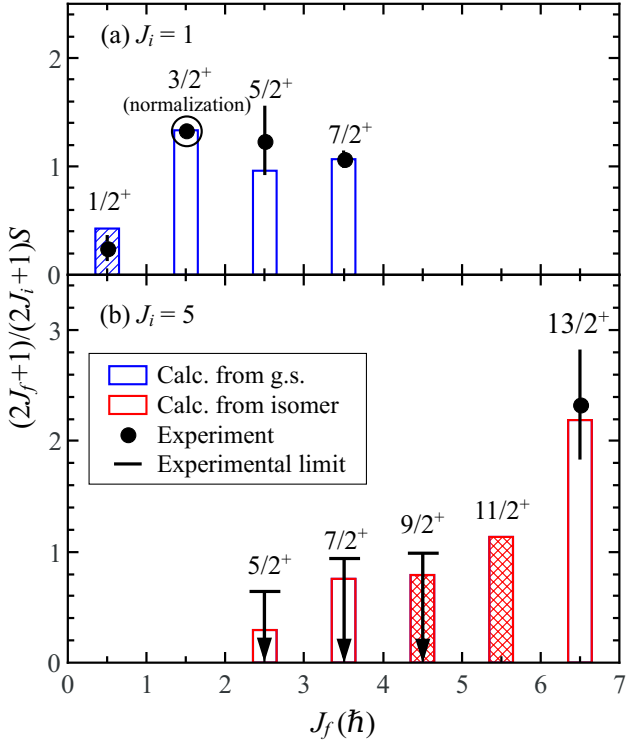 (a) J_i = 1
3/2⁺
(normalization)
5/2⁺
7/2⁺
1/2⁺
2
1
0
(2J_f+1)/(2J_i+1)S
(b) J_i = 5
13/2⁺
Calc. from g.s.
Calc. from isomer
Experiment
Experimental limit
5/2⁺
7/2⁺
9/2⁺
11/2⁺
3
2
1
0
0 1 2 3 4 5 6 7
J_f (ħ)